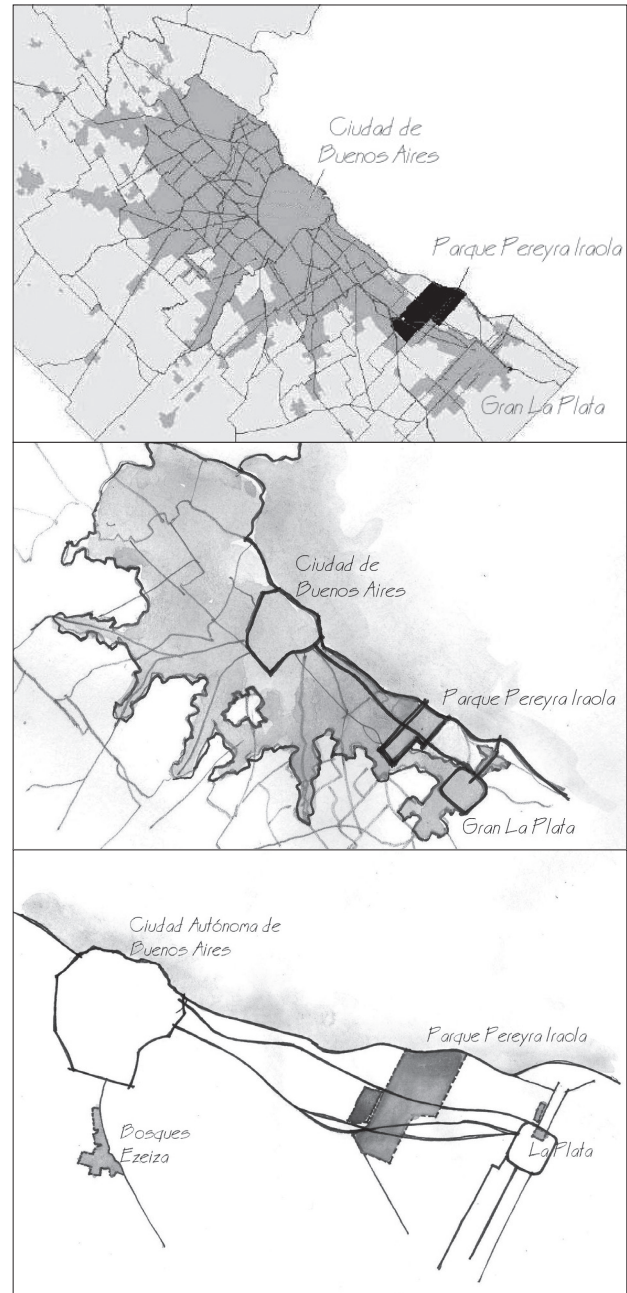 Ciudad de
Buenos Aires
Parque Pereyra Iraola
Gran La Plata
Ciudad de
Buenos Aires
Parque Pereyra Iraola
Gran La Plata
Ciudad Autónoma de
Buenos Aires
Parque Pereyra Iraola
Bosques
Ezeiza
La Plata